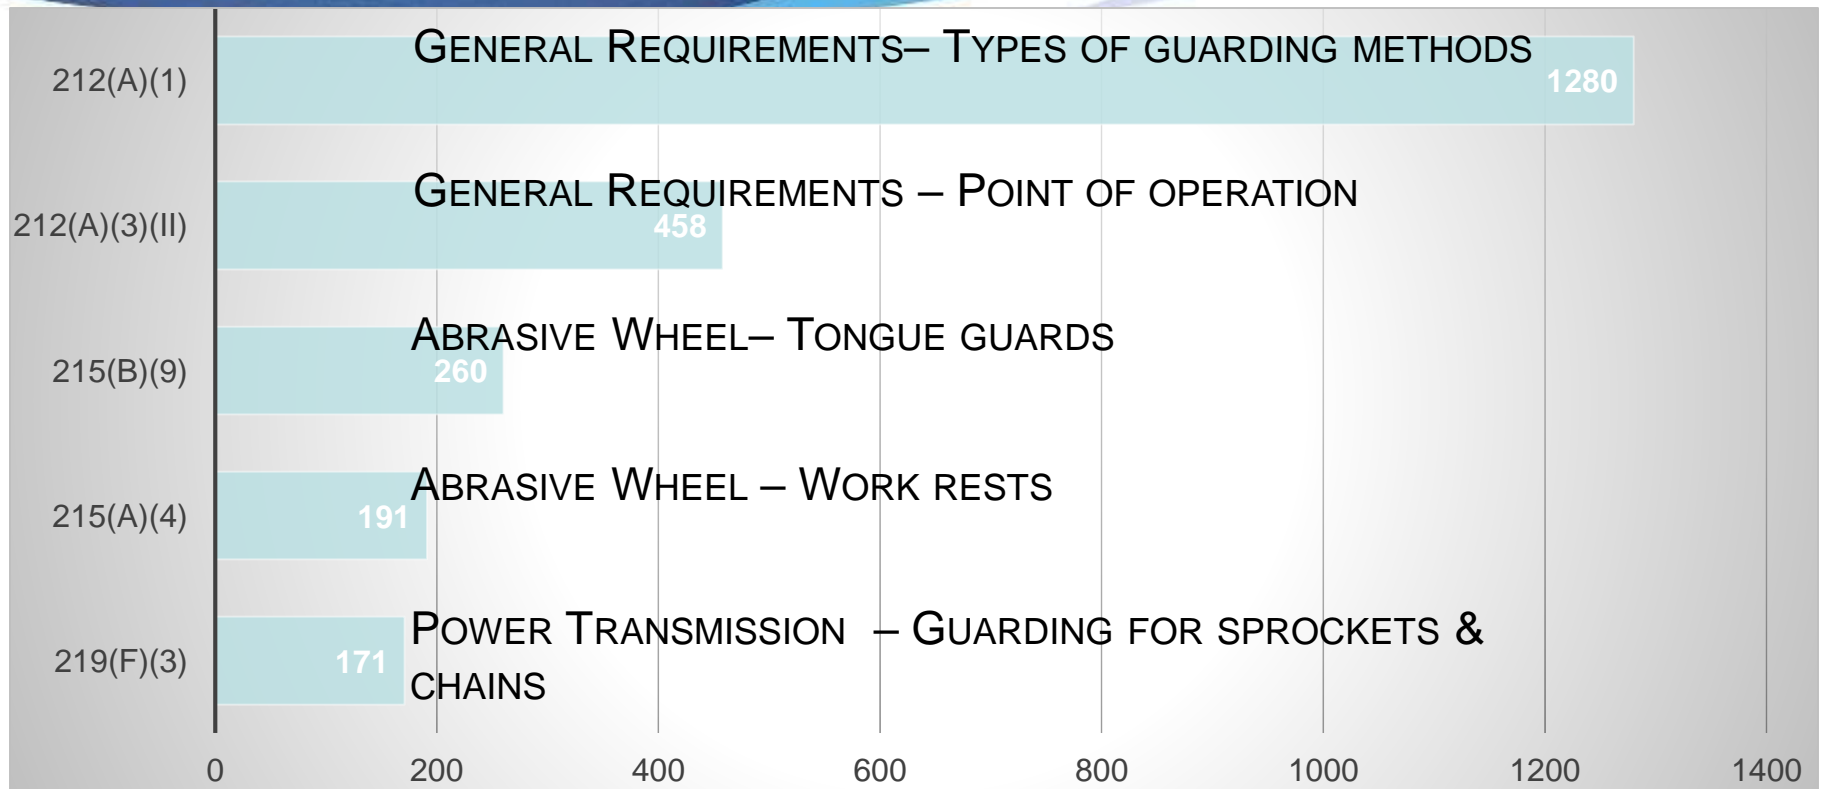 GENERAL REQUIREMENTS– TYPES OF GUARDING METHODS
212(A)(1)
1280
GENERAL REQUIREMENTS – POINT OF OPERATION
212(A)(3)(II)
458
ABRASIVE WHEEL– TONGUE GUARDS
215(B)(9)
260
ABRASIVE WHEEL – WORK RESTS
215(A)(4)
191
POWER TRANSMISSION – GUARDING FOR SPROCKETS &
CHAINS
219(F)(3)
171
0 200 400 600 800 1000 1200 1400